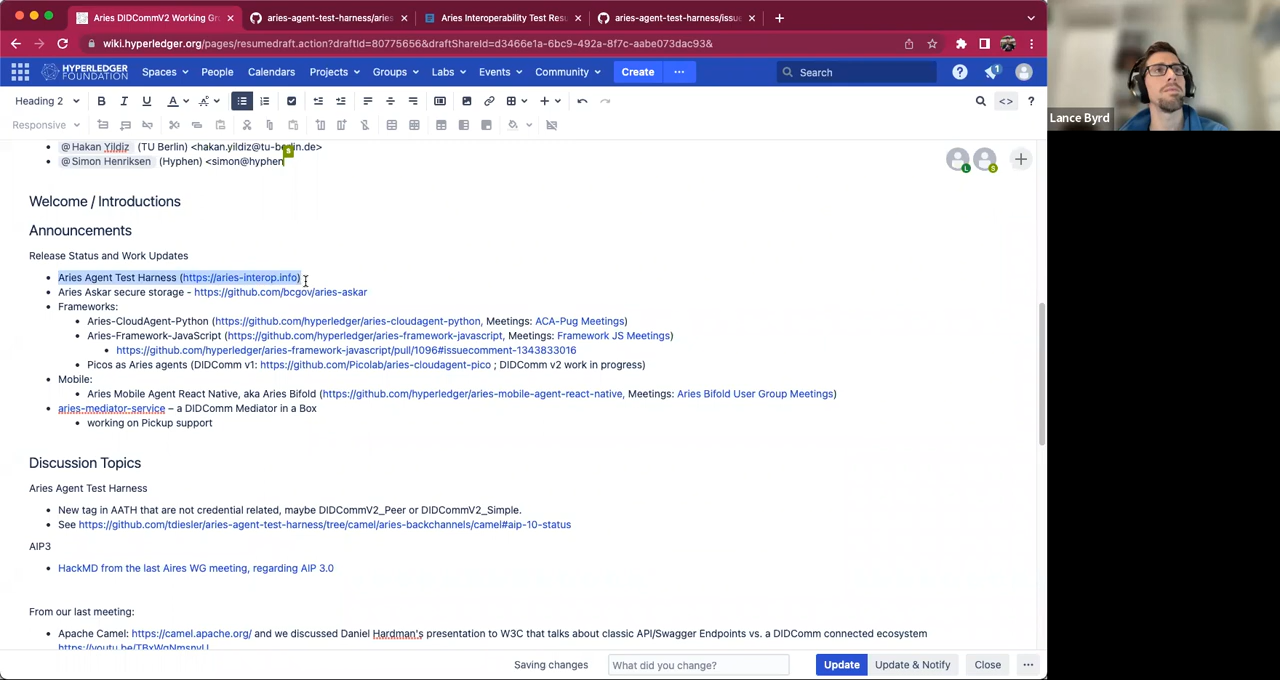 Aries DIDCommV2 Working Gr
aries-agent-test-harness/aries
Aries Interoperability Test Resu
aries-agent-test-harness/issue
wiki.hyperledger.org/pages/resumedraft.action?draftId=80775656&draftShareId=d3466e1a-6bc9-492a-8f7c-aabe073dac93&
HYPERLEDGER
FOUNDATION
Spaces
People
Calendars
Projects
Groups
Labs
Events
Community
Create
Search
1
Heading 2
B
I
U
A
Responsive
@Hakan Yildiz (TU Berlin) <hakan.yildiz@tu-berlin.de>
@Simon Henriksen (Hyphen) <simon@hyphen
S
L
S
Welcome / Introductions
Announcements
Release Status and Work Updates
Aries Agent Test Harness (https://aries-interop.info)
Aries Askar secure storage - https://github.com/bcgov/aries-askar
Frameworks:
Aries-CloudAgent-Python (https://github.com/hyperledger/aries-cloudagent-python, Meetings: ACA-Pug Meetings)
Aries-Framework-JavaScript (https://github.com/hyperledger/aries-framework-javascript, Meetings: Framework JS Meetings)
https://github.com/hyperledger/aries-framework-javascript/pull/1096#issuecomment-1343833016
Picos as Aries agents (DIDComm v1: https://github.com/Picolab/aries-cloudagent-pico ; DIDComm v2 work in progress)
Mobile:
Aries Mobile Agent React Native, aka Aries Bifold (https://github.com/hyperledger/aries-mobile-agent-react-native, Meetings: Aries Bifold User Group Meetings)
aries-mediator-service – a DIDComm Mediator in a Box
working on Pickup support
Discussion Topics
Aries Agent Test Harness
New tag in AATH that are not credential related, maybe DIDCommV2_Peer or DIDCommV2_Simple.
See https://github.com/tdiesler/aries-agent-test-harness/tree/camel/aries-backchannels/camel#aip-10-status
AIP3
HackMD from the last Aires WG meeting, regarding AIP 3.0
From our last meeting:
Apache Camel: https://camel.apache.org/ and we discussed Daniel Hardman's presentation to W3C that talks about classic API/Swagger Endpoints vs. a DIDComm connected ecosystem
Saving changes
What did you change?
Update
Update & Notify
Close
Lance Byrd